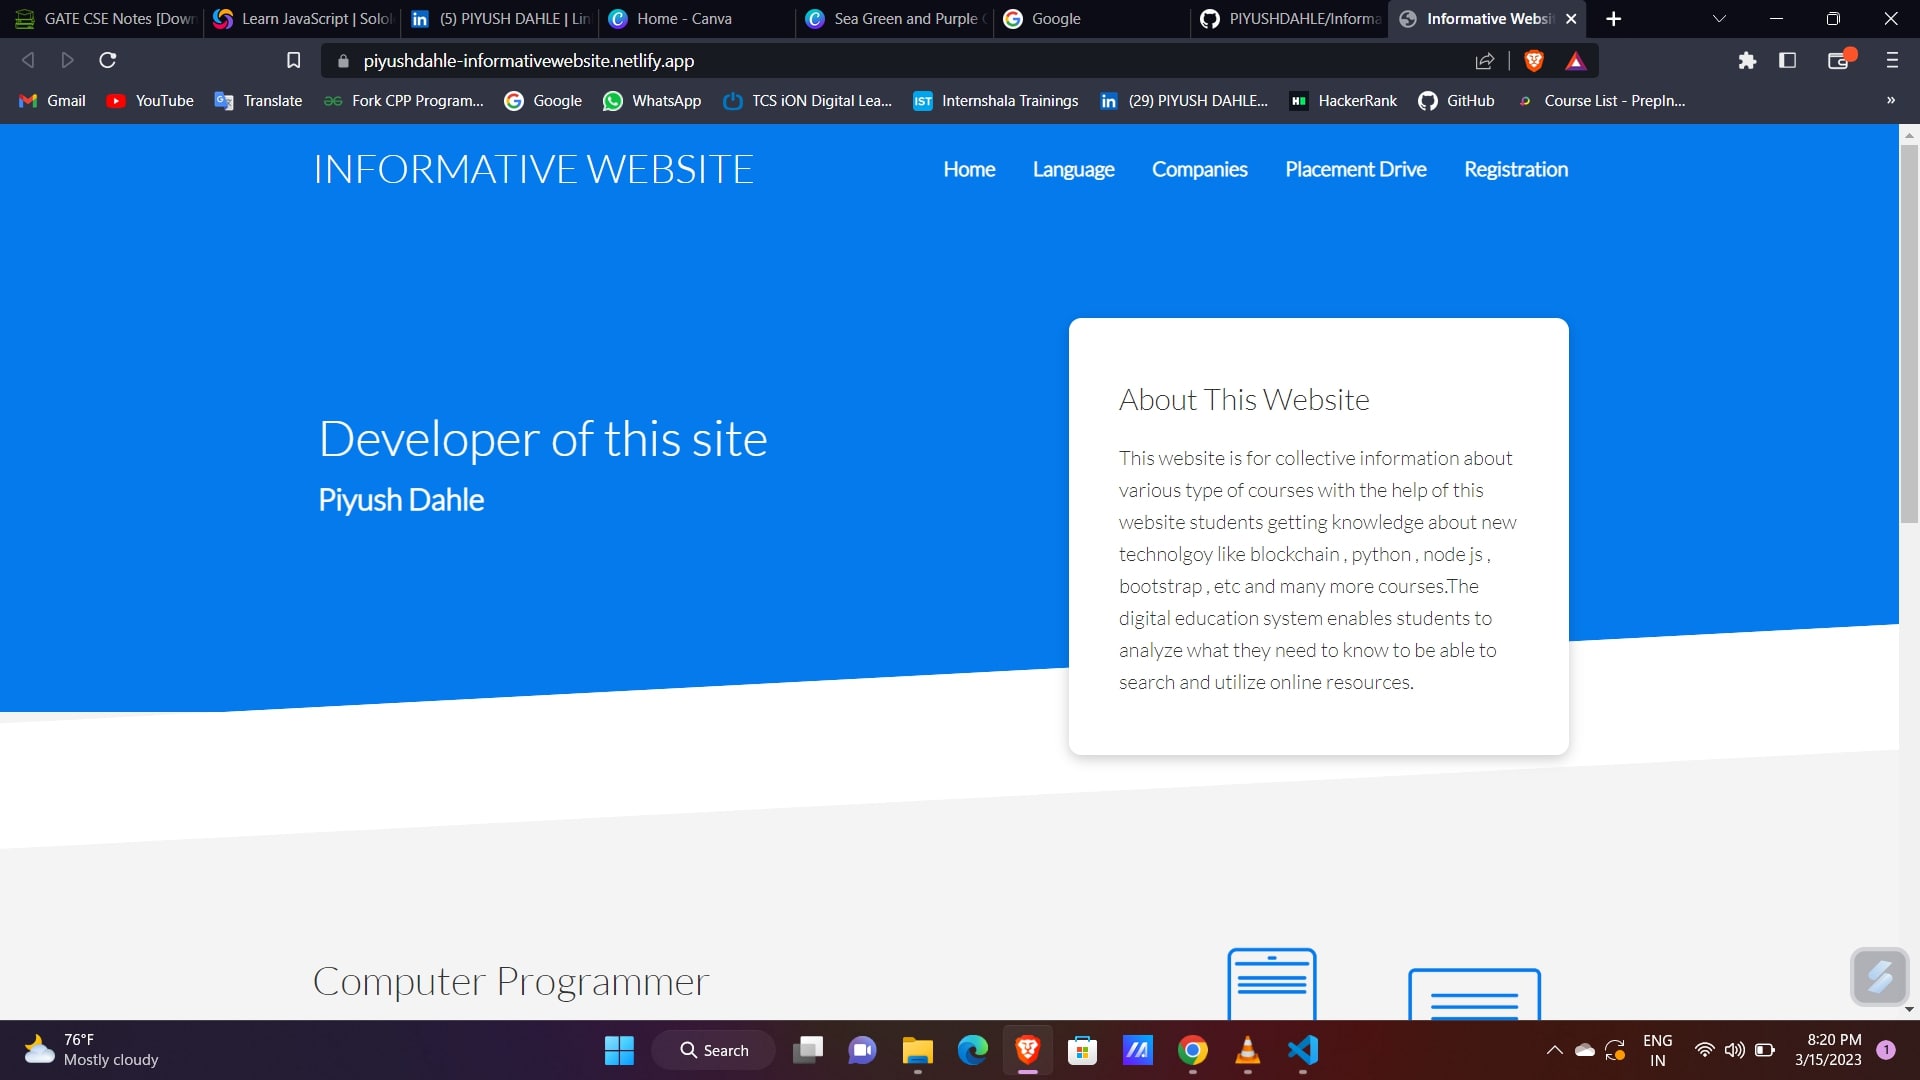 GATE CSE Notes [Down
Learn JavaScript | Solol
(5) PIYUSH DAHLE | Lin
Home - Canva
Sea Green and Purple
Google
PIYUSHDAHLE/Informa
Informative Websi
piyushdahle-informativewebsite.netlify.app
Gmail
YouTube
Translate
Fork CPP Program...
Google
WhatsApp
TCS iON Digital Lea...
IST
Internshala Trainings
(29) PIYUSH DAHLE...
HackerRank
GitHub
Course List - PrepIn...
INFORMATIVE WEBSITE
Home
Language
Companies
Placement Drive
Registration
Developer of this site
Piyush Dahle
About This Website
This website is for collective information about
various type of courses with the help of this
website students getting knowledge about new
technolgoy like blockchain , python , node js ,
bootstrap , etc and many more courses.The
digital education system enables students to
analyze what they need to know to be able to
search and utilize online resources.
Computer Programmer
76°F
Mostly cloudy
Search
ENG
IN
8:20 PM
3/15/2023
1